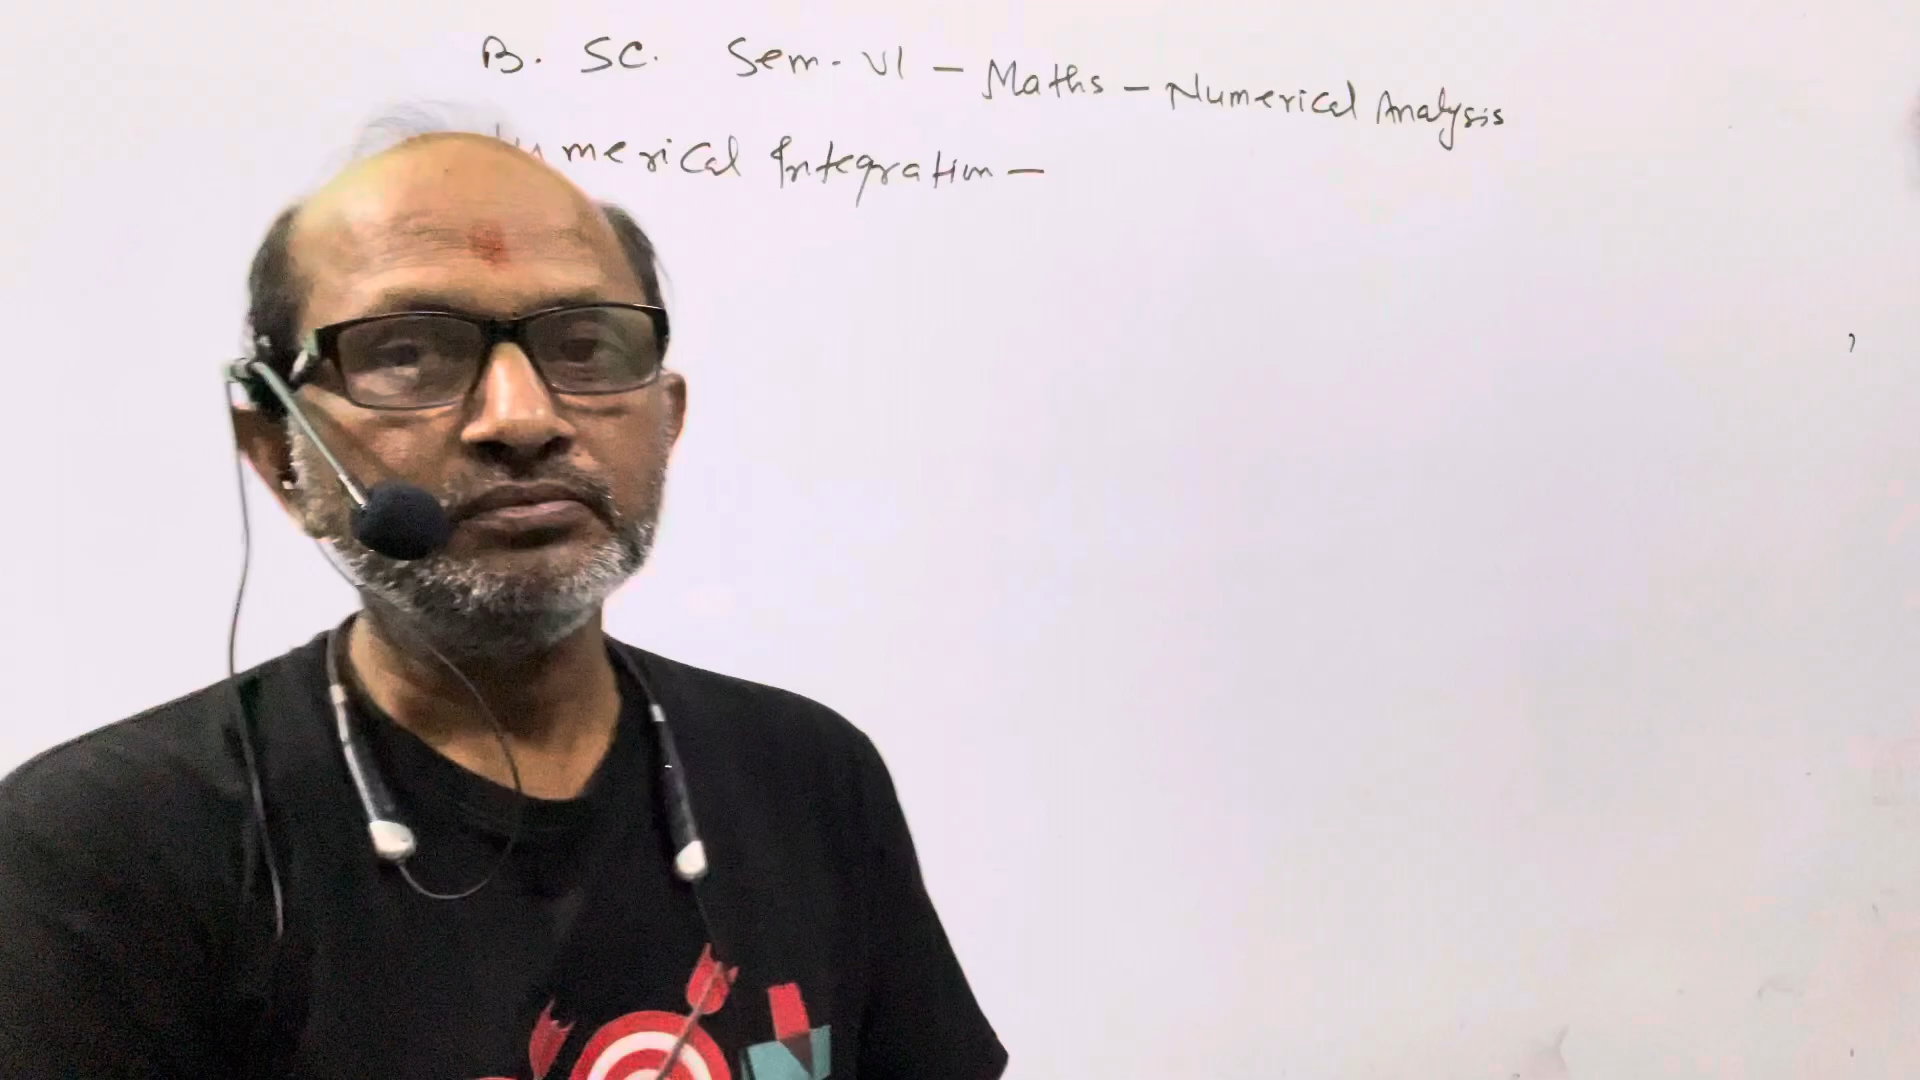 B. SC. Sem. VI - Maths - Numerical Analysis
merical Integration -